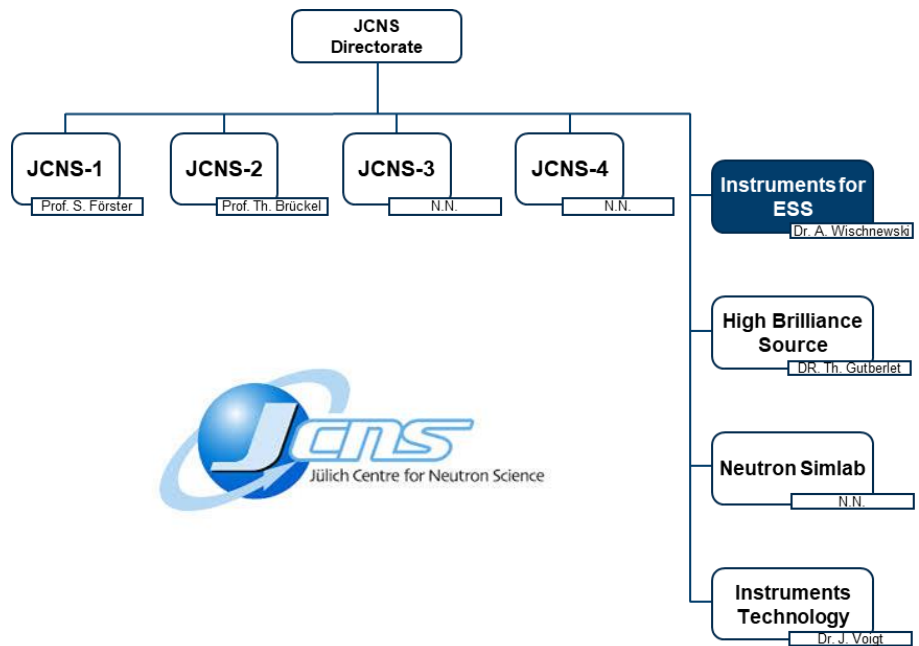 JCNS
Directorate
JCNS-1
Prof. S. Förster
JCNS-2
Prof. Th. Brückel
JCNS-3
N.N.
JCNS-4
N.N.
Instruments for
ESS
Dr. A. Wischnewski
High Brilliance
Source
DR. Th. Gutberlet
Neutron Simlab
N.N.
Instruments
Technology
Dr. J. Voigt
Jcns
Jülich Centre for Neutron Science